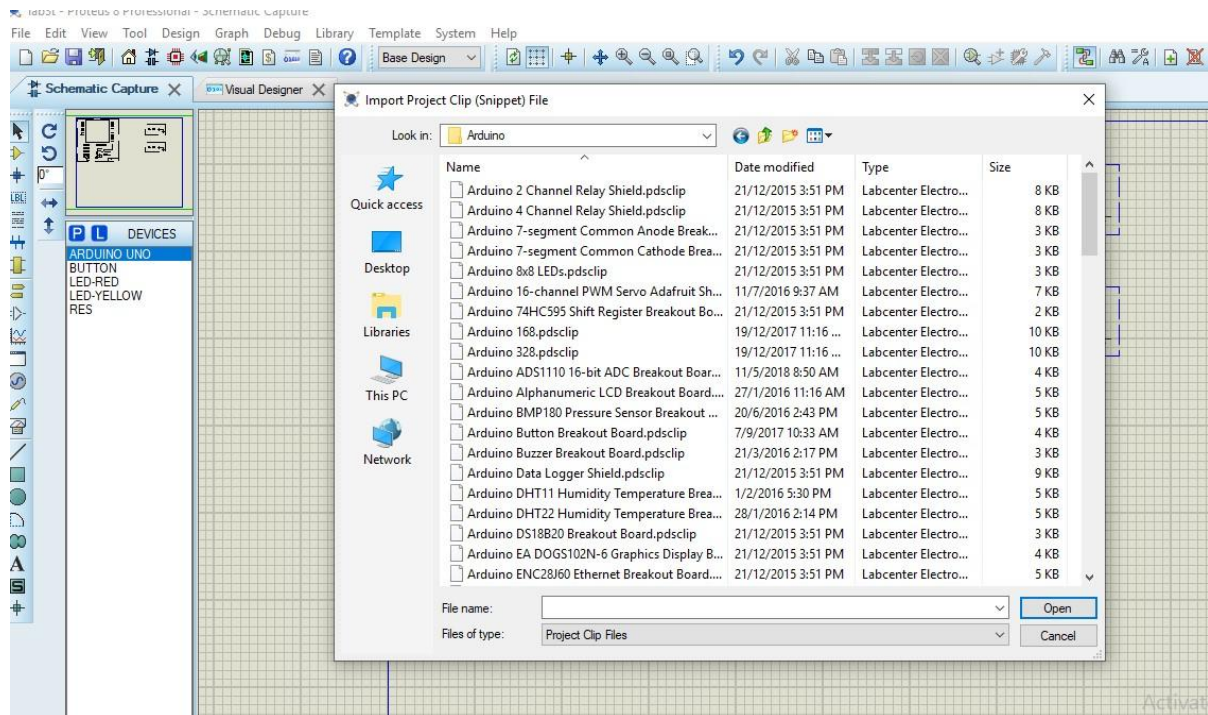 lab5t - Proteus 8 Professional - Schematic Capture
File Edit View Tool Design Graph Debug Library Template System Help
Base Design
Schematic Capture
Visual Designer
0°
LBL
P L DEVICES
ARDUINO UNO
BUTTON
LED-RED
LED-YELLOW
RES
A
S
Import Project Clip (Snippet) File
Look in: Arduino
Quick access
Desktop
Libraries
This PC
Network
Name Date modified Type Size
Arduino 2 Channel Relay Shield.pdsclip 21/12/2015 3:51 PM Labcenter Electro... 8 KB
Arduino 4 Channel Relay Shield.pdsclip 21/12/2015 3:51 PM Labcenter Electro... 8 KB
Arduino 7-segment Common Anode Break... 21/12/2015 3:51 PM Labcenter Electro... 3 KB
Arduino 7-segment Common Cathode Brea... 21/12/2015 3:51 PM Labcenter Electro... 3 KB
Arduino 8x8 LEDs.pdsclip 21/12/2015 3:51 PM Labcenter Electro... 3 KB
Arduino 16-channel PWM Servo Adafruit Sh... 11/7/2016 9:37 AM Labcenter Electro... 7 KB
Arduino 74HC595 Shift Register Breakout Bo... 21/12/2015 3:51 PM Labcenter Electro... 2 KB
Arduino 168.pdsclip 19/12/2017 11:16 ... Labcenter Electro... 10 KB
Arduino 328.pdsclip 19/12/2017 11:16 ... Labcenter Electro... 10 KB
Arduino ADS1110 16-bit ADC Breakout Boar... 11/5/2018 8:50 AM Labcenter Electro... 4 KB
Arduino Alphanumeric LCD Breakout Board.... 27/1/2016 11:16 AM Labcenter Electro... 5 KB
Arduino BMP180 Pressure Sensor Breakout ... 20/6/2016 2:43 PM Labcenter Electro... 5 KB
Arduino Button Breakout Board.pdsclip 7/9/2017 10:33 AM Labcenter Electro... 4 KB
Arduino Buzzer Breakout Board.pdsclip 21/3/2016 2:17 PM Labcenter Electro... 3 KB
Arduino Data Logger Shield.pdsclip 21/12/2015 3:51 PM Labcenter Electro... 9 KB
Arduino DHT11 Humidity Temperature Brea... 1/2/2016 5:30 PM Labcenter Electro... 5 KB
Arduino DHT22 Humidity Temperature Brea... 28/1/2016 2:14 PM Labcenter Electro... 5 KB
Arduino DS18B20 Breakout Board.pdsclip 21/12/2015 3:51 PM Labcenter Electro... 3 KB
Arduino EA DOGS102N-6 Graphics Display B... 21/12/2015 3:51 PM Labcenter Electro... 4 KB
Arduino ENC28J60 Ethernet Breakout Board.... 21/12/2015 3:51 PM Labcenter Electro... 5 KB
File name: Open
Files of type: Project Clip Files Cancel
Activat